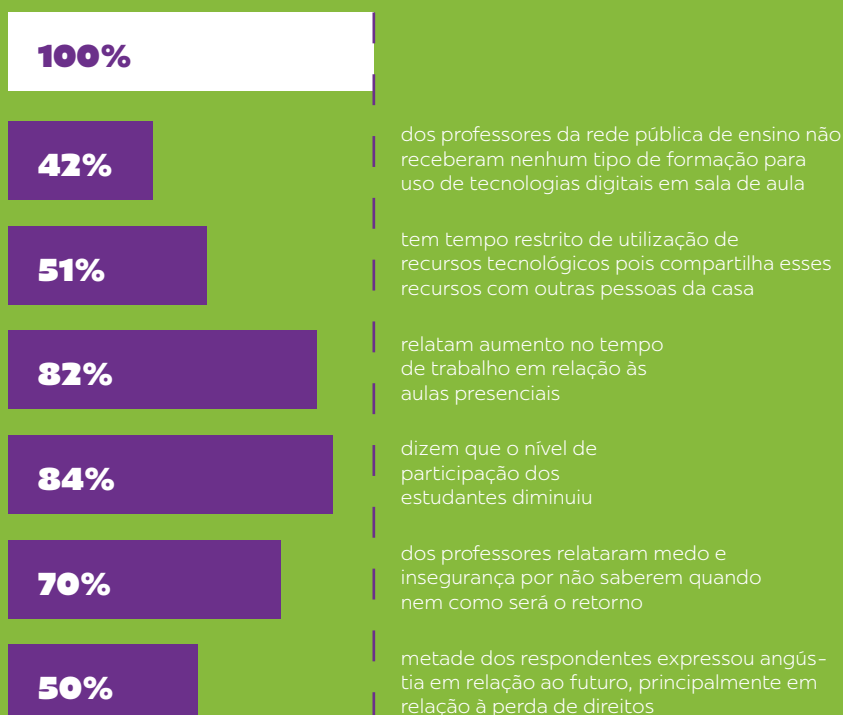 100%
42%
dos professores da rede pública de ensino não
receberam nenhum tipo de formação para
uso de tecnologias digitais em sala de aula
51%
tem tempo restrito de utilização de
recursos tecnológicos pois compartilha esses
recursos com outras pessoas da casa
82%
relatam aumento no tempo
de trabalho em relação às
aulas presenciais
84%
dizem que o nível de
participação dos
estudantes diminuiu
70%
dos professores relataram medo e
insegurança por não saberem quando
nem como será o retorno
50%
metade dos respondentes expressou angús-
tia em relação ao futuro, principalmente em
relação à perda de direitos